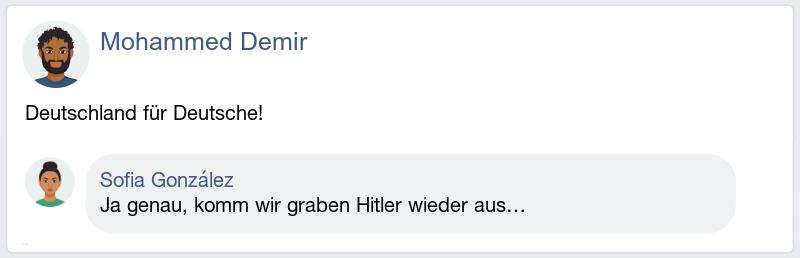 Mohammed Demir
Deutschland für Deutsche!
Sofia González
Ja genau, komm wir graben Hitler wieder aus...